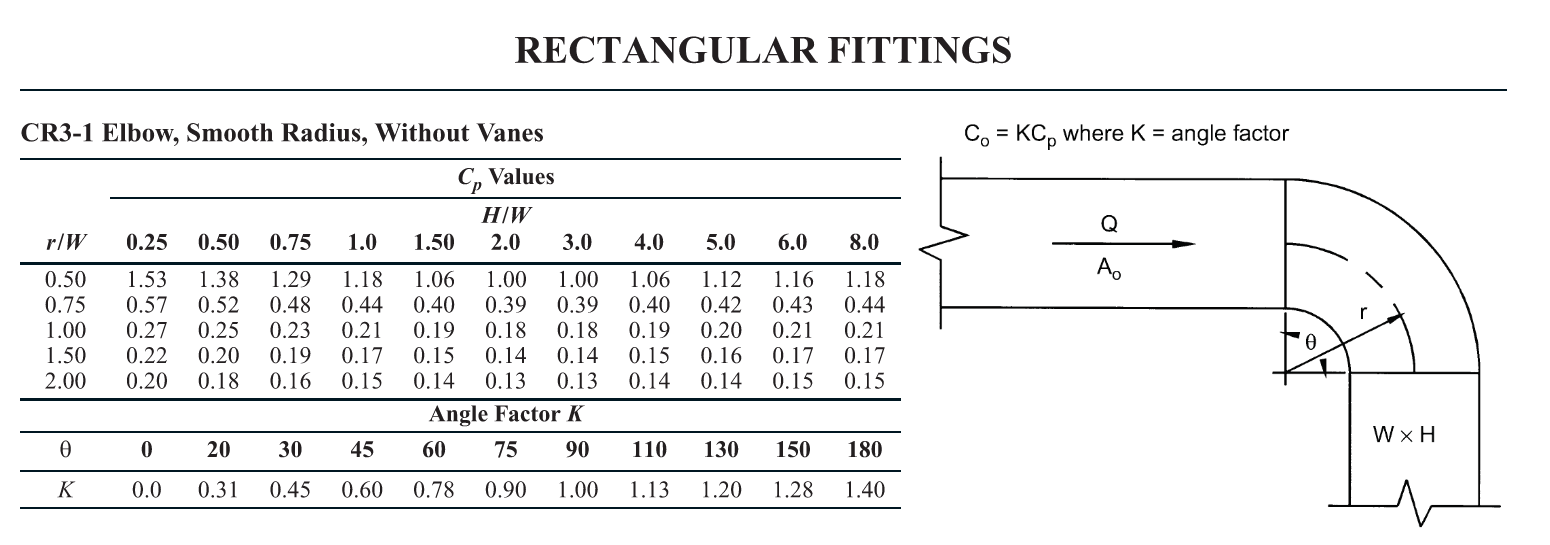 RECTANGULAR FITTINGS
CR3-1 Elbow, Smooth Radius, Without Vanes
Cp Values
H/W
r/W 0.25 0.50 0.75 1.0 1.50 2.0 3.0 4.0 5.0 6.0 8.0
0.50 1.53 1.38 1.29 1.18 1.06 1.00 1.00 1.06 1.12 1.16 1.18
0.75 0.57 0.52 0.48 0.44 0.40 0.39 0.39 0.40 0.42 0.43 0.44
1.00 0.27 0.25 0.23 0.21 0.19 0.18 0.18 0.19 0.20 0.21 0.21
1.50 0.22 0.20 0.19 0.17 0.15 0.14 0.14 0.15 0.16 0.17 0.17
2.00 0.20 0.18 0.16 0.15 0.14 0.13 0.13 0.14 0.14 0.15 0.15
Angle Factor K
θ 0 20 30 45 60 75 90 110 130 150 180
K 0.0 0.31 0.45 0.60 0.78 0.90 1.00 1.13 1.20 1.28 1.40
Co = KCp where K = angle factor
Q
Ao
r
θ
W × H